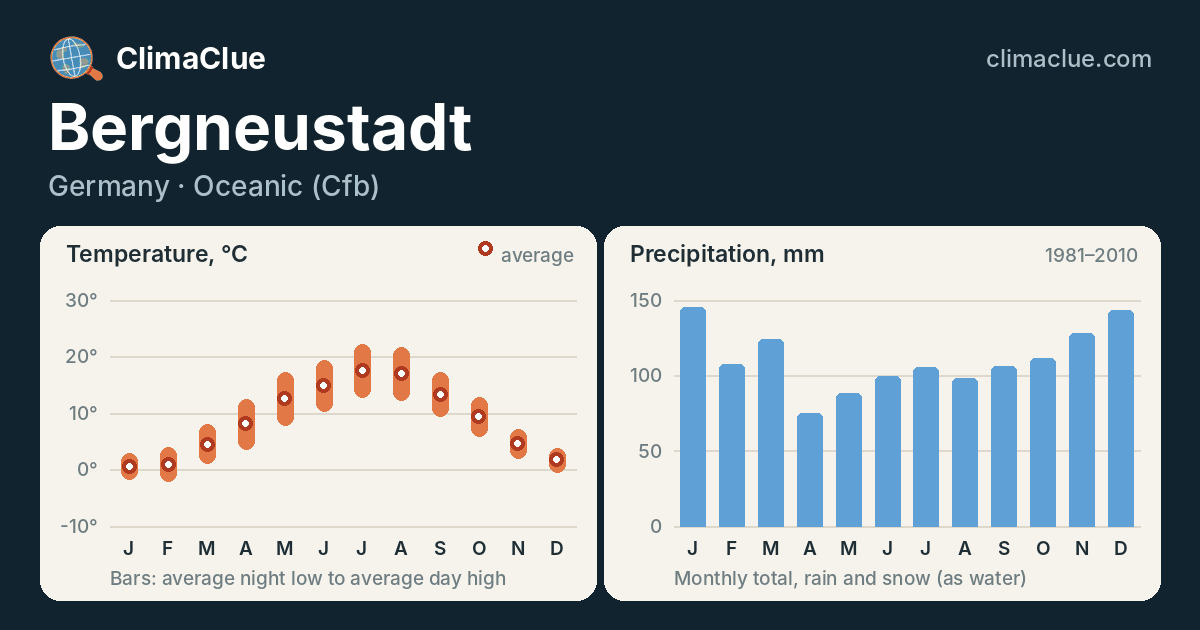 ClimaClue
climaclue.com
Bergneustadt
Germany · Oceanic (Cfb)
Temperature, °C
average
30°
20°
10°
0°
-10°
J F M A M J J A S O N D
Bars: average night low to average day high
Precipitation, mm
1981–2010
150
100
50
0
J F M A M J J A S O N D
Monthly total, rain and snow (as water)